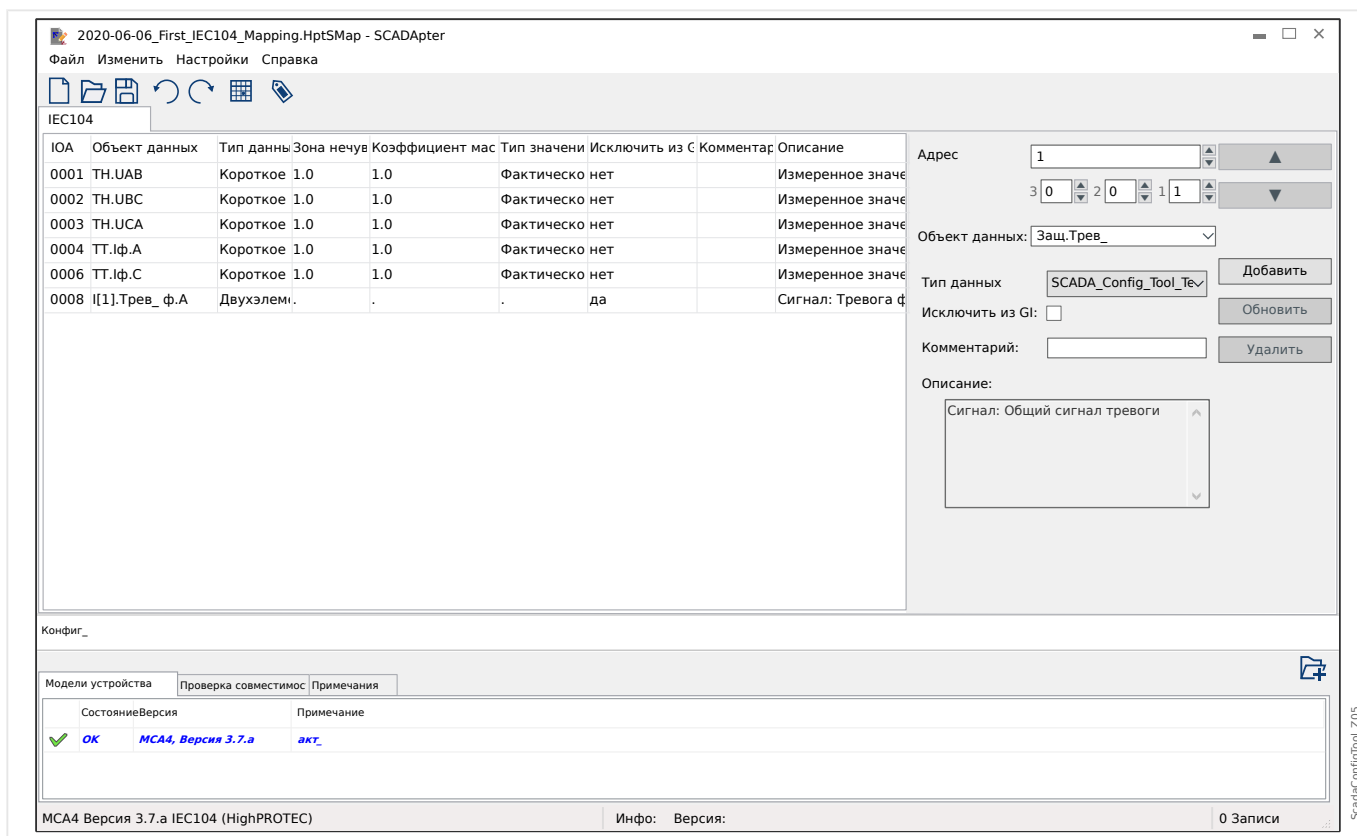 2020-06-06_First_IEC104_Mapping.HptSMap - SCADApter
Файл Изменить Настройки Справка
IEC104
IOA Объект данных Тип данны Зона нечув Коэффициент мас Тип значени Исключить из G Комментар Описание
0001 ТН.UAB Короткое 1.0 1.0 Фактическо нет Измеренное значе
0002 ТН.UBC Короткое 1.0 1.0 Фактическо нет Измеренное значе
0003 ТН.UCA Короткое 1.0 1.0 Фактическо нет Измеренное значе
0004 ТТ.Iф.A Короткое 1.0 1.0 Фактическо нет Измеренное значе
0006 ТТ.Iф.C Короткое 1.0 1.0 Фактическо нет Измеренное значе
0008 I[1].Трев_ ф.A Двухэлеме . . . да Сигнал: Тревога ф
Адрес 1
3 0 2 0 1 1
Объект данных: Защ.Трев_
Добавить
Тип данных SCADA_Config_Tool_Te
Исключить из GI:
Обновить
Комментарий:
Удалить
Описание:
Сигнал: Общий сигнал тревоги
Конфиг_
Модели устройства Проверка совместимос Примечания
Состояние Версия Примечание
OK MCA4, Версия 3.7.a акт_
MCA4 Версия 3.7.a IEC104 (HighPROTEC) Инфо: Версия: 0 Записи
ScadaConfigTool_Z05